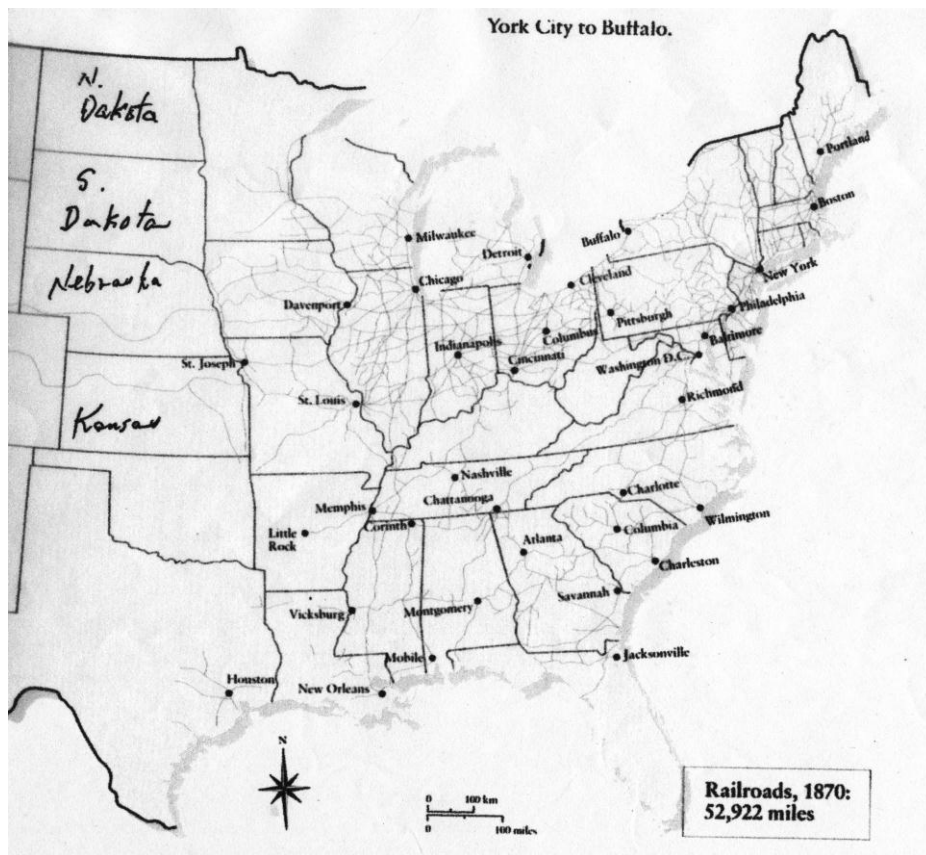 York City to Buffalo.
N.
Dakota
Portland
S.
Dakota
Boston
Milwaukee
Buffalo
Detroit
New York
Nebraska
Chicago
Cleveland
Davenport
Philadelphia
Pittsburgh
Columbus
Baltimore
Indianapolis
Cincinnati
Washington D.C.
St. Joseph
Richmond
St. Louis
Kansas
Nashville
Charlotte
Chattanooga
Memphis
Wilmington
Corinth
Columbia
Little
Rock
Atlanta
Charleston
Savannah
Vicksburg
Montgomery
Mobile
Jacksonville
Houston
New Orleans
N
0 100 km
0 100 miles
Railroads, 1870:
52,922 miles